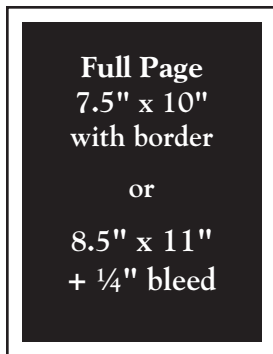 Full Page
7.5" x 10"
with border
or
8.5" x 11"
+ ¼" bleed